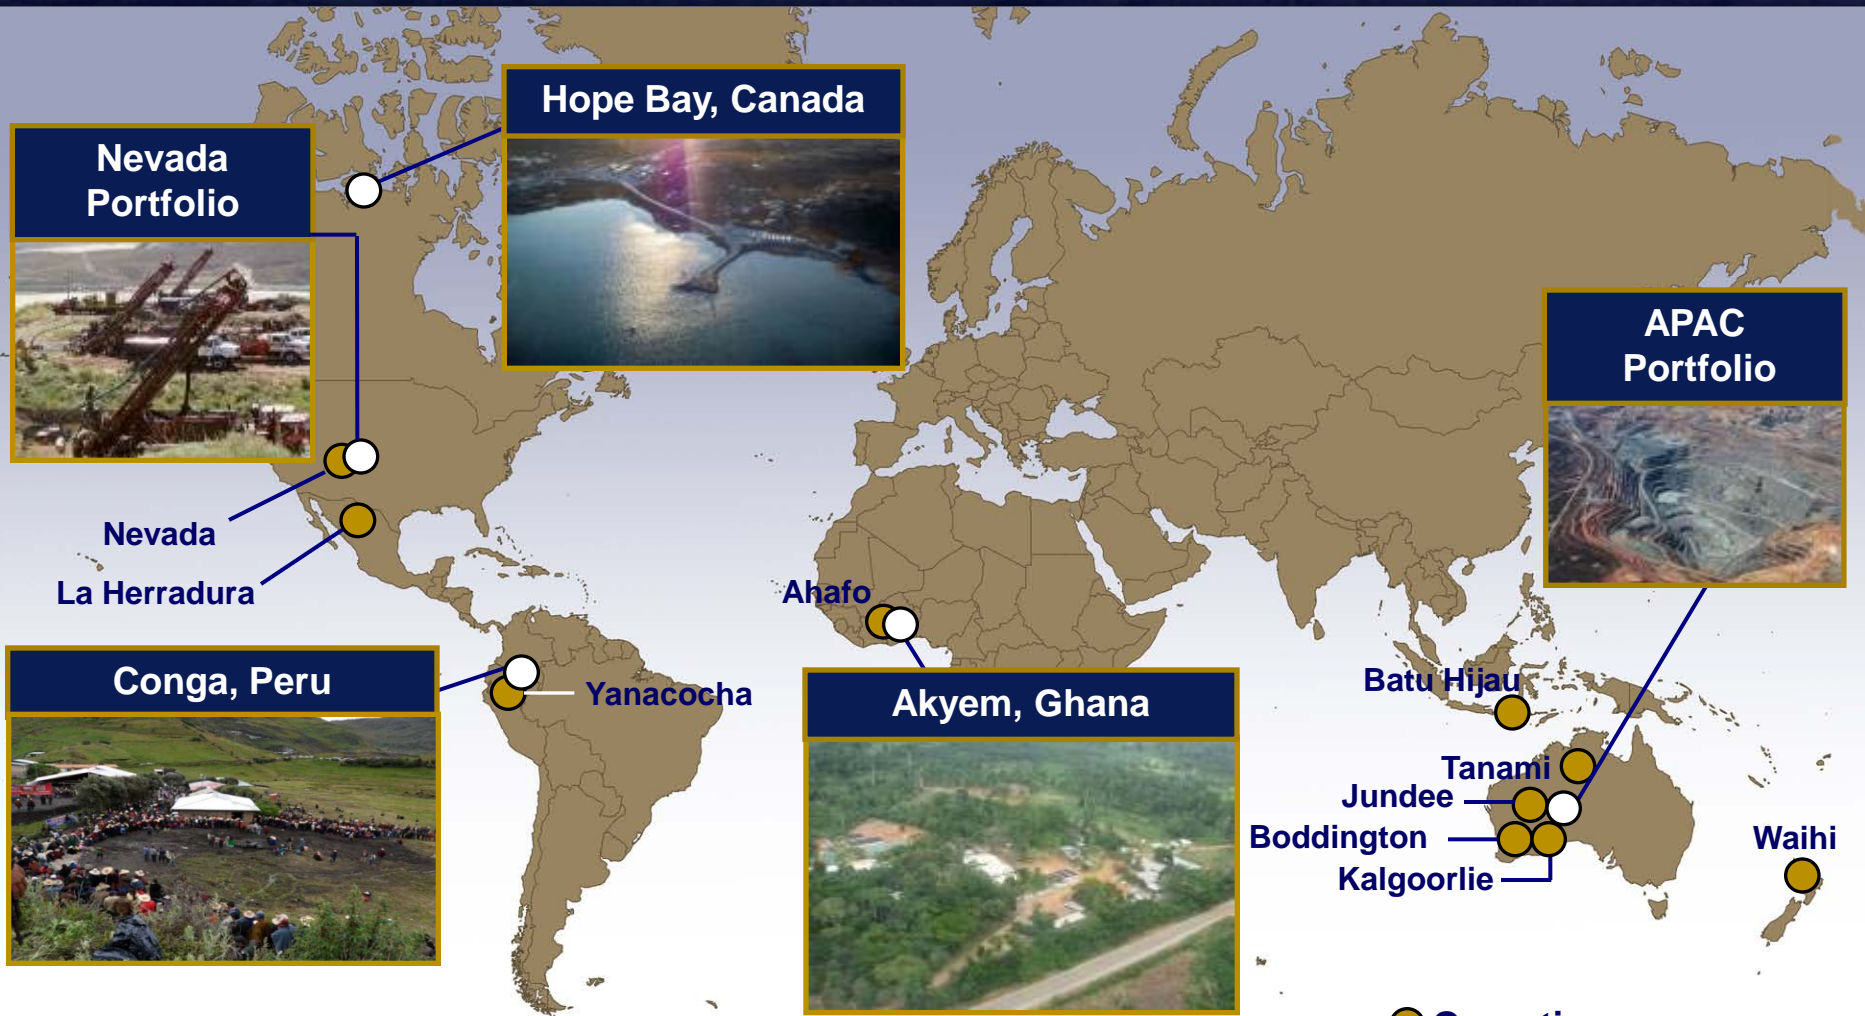 Hope Bay, Canada
Nevada
Portfolio
APAC
Portfolio
Nevada
La Herradura
Ahafo
Conga, Peru
Yanacocha
Akyem, Ghana
Batu Hijau
Tanami
Jundee
Boddington
Kalgoorlie
Waihi